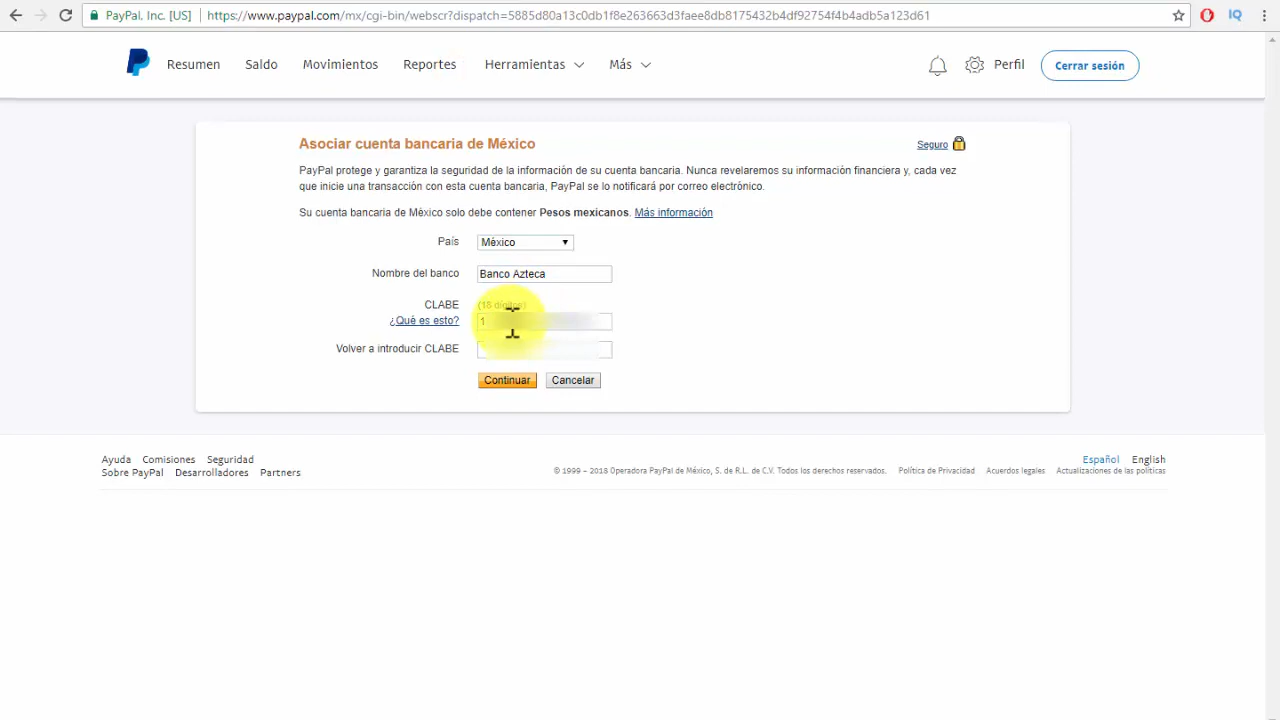 PayPal, Inc. [US] https://www.paypal.com/mx/cgi-bin/webscr?dispatch=5885d80a13c0db1f8e263663d3faee8db8175432b4df92754f4b4adb5a123d61
IQ
Resumen Saldo Movimientos Reportes Herramientas Más Perfil Cerrar sesión
Asociar cuenta bancaria de México Seguro
PayPal protege y garantiza la seguridad de la información de su cuenta bancaria. Nunca revelaremos su información financiera y, cada vez
que inicie una transacción con esta cuenta bancaria, PayPal se lo notificará por correo electrónico.
Su cuenta bancaria de México solo debe contener Pesos mexicanos. Más información
País México
Nombre del banco Banco Azteca
CLABE (18 dígitos)
¿Qué es esto? 1
Volver a introducir CLABE
Continuar Cancelar
Ayuda Comisiones Seguridad Español English
Sobre PayPal Desarrolladores Partners © 1999 – 2018 Operadora PayPal de México, S. de R.L. de C.V. Todos los derechos reservados. Política de Privacidad Acuerdos legales Actualizaciones de las políticas